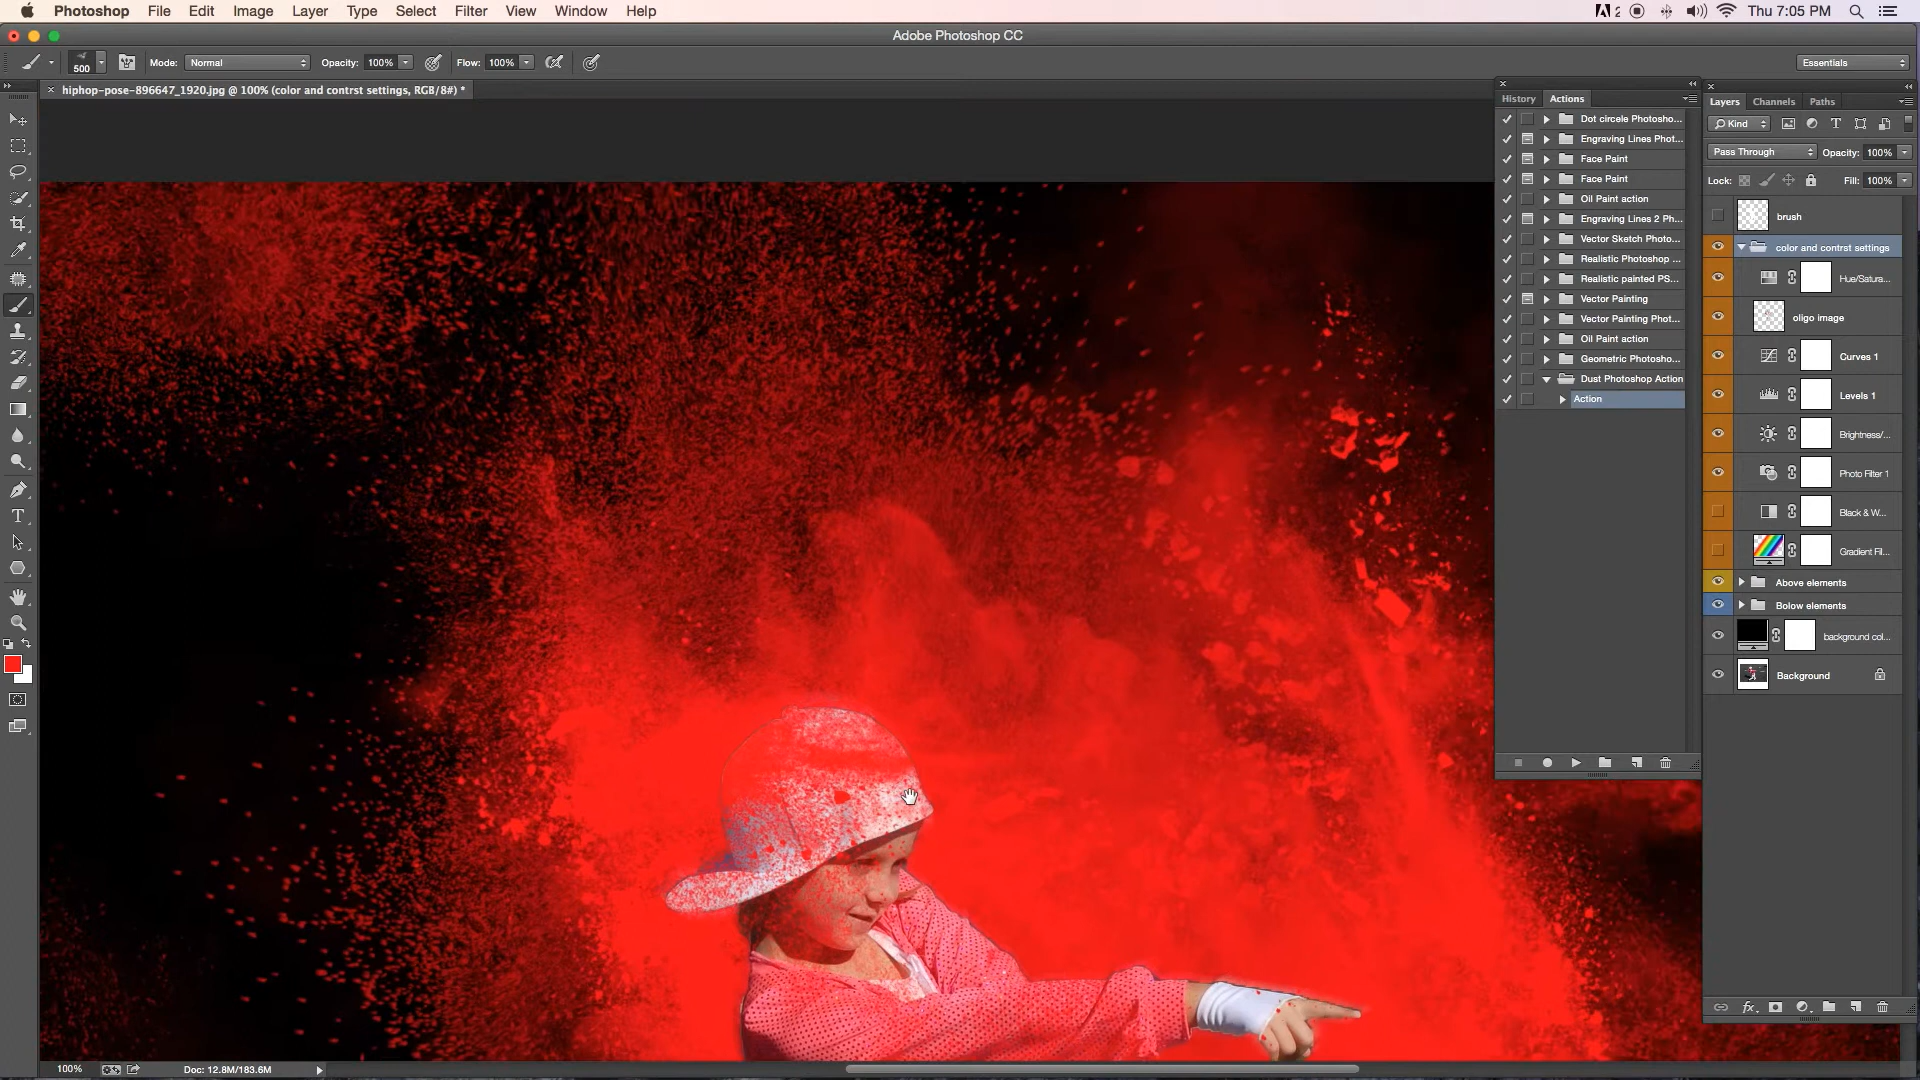 Photoshop File Edit Image Layer Type Select Filter View Window Help
2 Thu 7:05 PM
Adobe Photoshop CC
500 Mode: Normal Opacity: 100% Flow: 100% Essentials
hiphop-pose-896647_1920.jpg @ 100% (color and contrst settings, RGB/8#) *
History Actions
Dot circele Photosho...
Engraving Lines Phot...
Face Paint
Face Paint
Oil Paint action
Engraving Lines 2 Ph...
Vector Sketch Photo...
Realistic Photoshop ...
Realistic painted PS...
Vector Painting
Vector Painting Phot...
Oil Paint action
Geometric Photosho...
Dust Photoshop Action
Action
Layers Channels Paths
Kind
Pass Through Opacity: 100%
Lock: Fill: 100%
brush
color and contrst settings
Hue/Satura...
oligo image
Curves 1
Levels 1
Brightness/...
Photo Filter 1
Black & W...
Gradient Fil...
Above elements
Bolow elements
background col...
Background
fx
100% Doc: 12.8M/183.6M